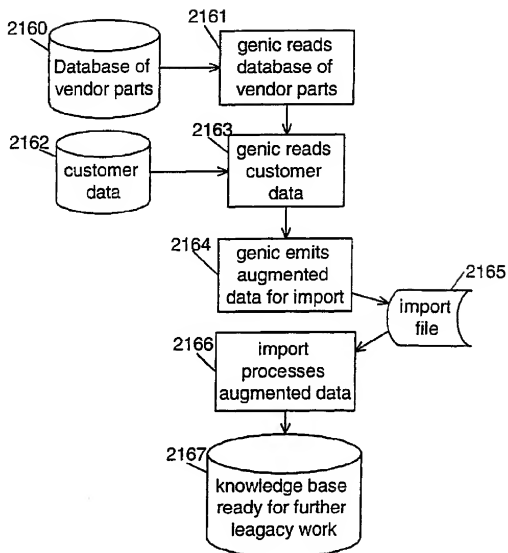 2160
Database of
vendor parts
2161
genic reads
database of
vendor parts
2162
customer
data
2163
genic reads
customer
data
2164
genic emits
augmented
data for import
2165
import
file
2166
import
processes
augmented data
2167
knowledge base
ready for further
leagacy work